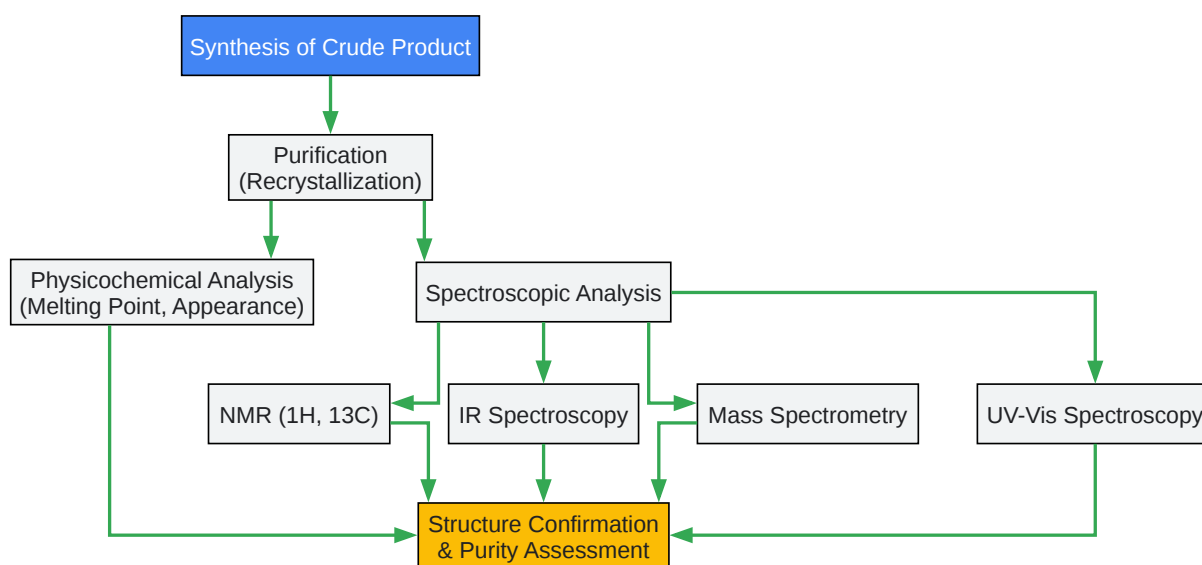 Synthesis of Crude Product
Purification
(Recrystallization)
Physicochemical Analysis
(Melting Point, Appearance)
Spectroscopic Analysis
NMR (1H, 13C)
IR Spectroscopy
Mass Spectrometry
UV-Vis Spectroscopy
Structure Confirmation
& Purity Assessment